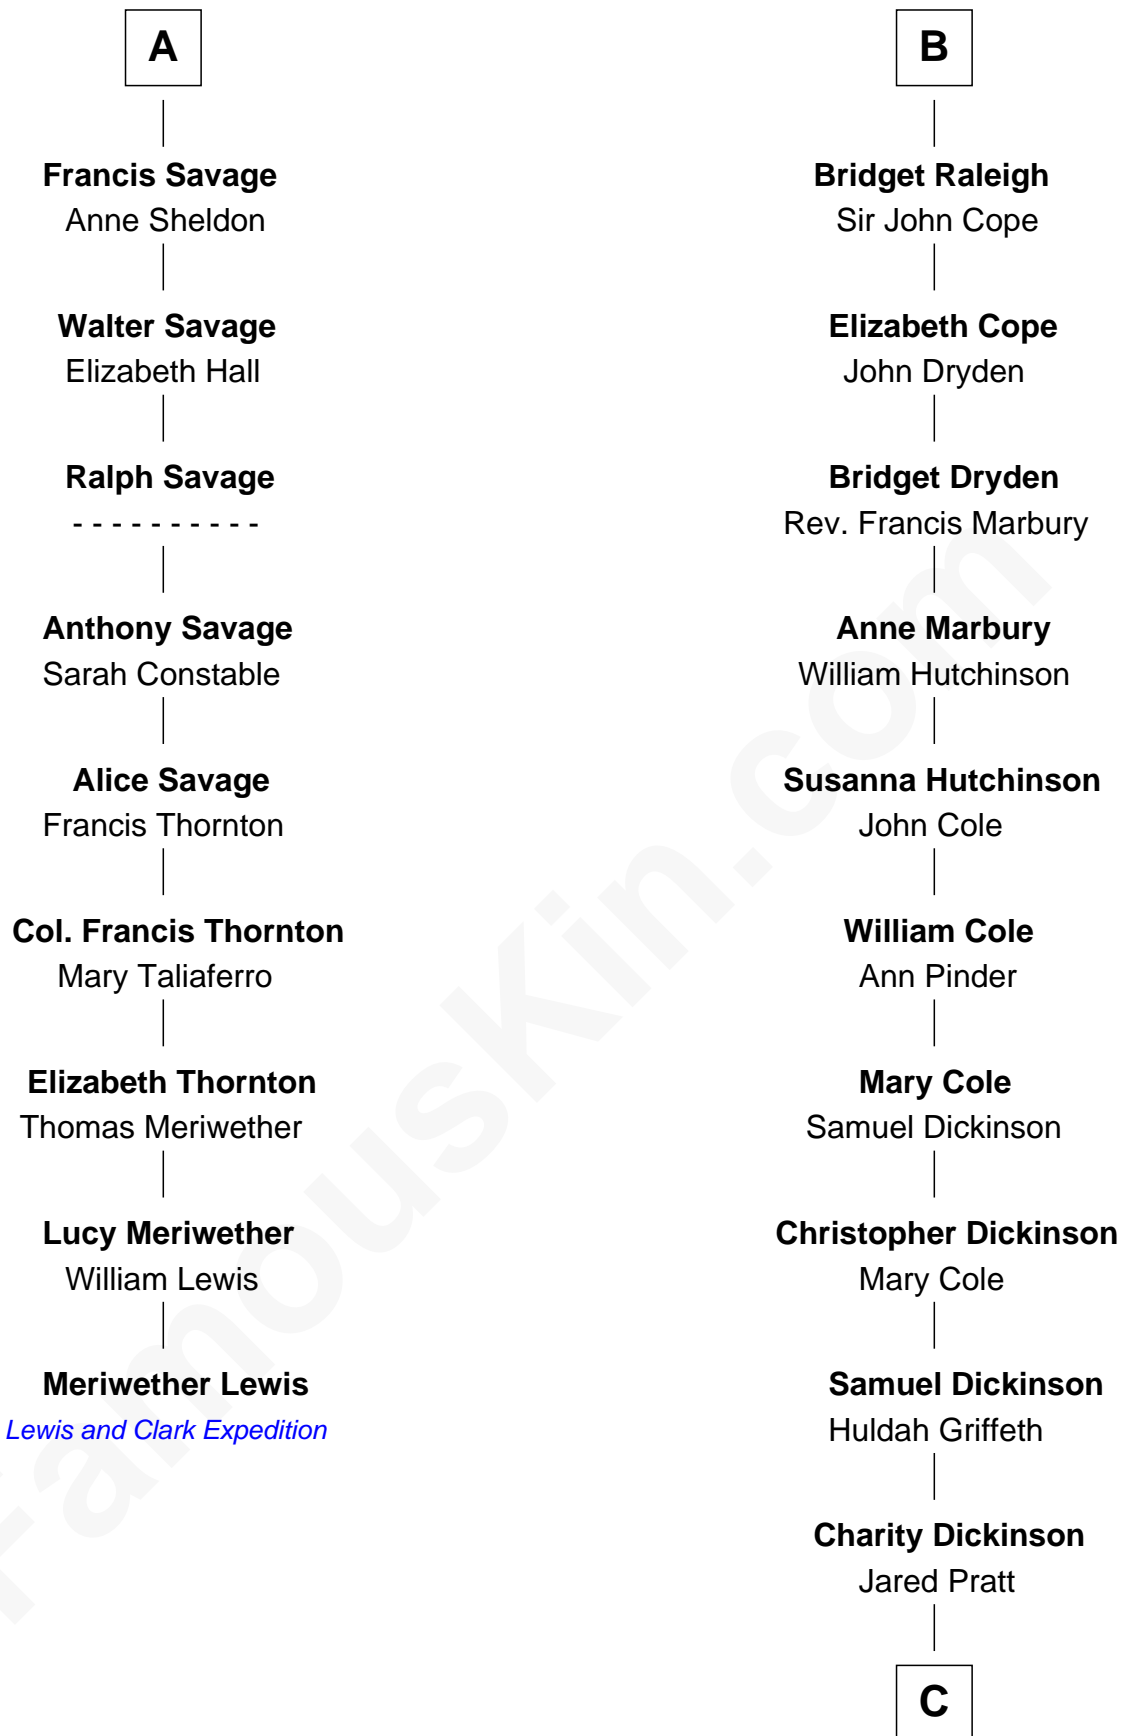 A
Francis Savage
Anne Sheldon
Walter Savage
Elizabeth Hall
Ralph Savage
- - - - - - - - - -
Anthony Savage
Sarah Constable
Alice Savage
Francis Thornton
Col. Francis Thornton
Mary Taliaferro
Elizabeth Thornton
Thomas Meriwether
Lucy Meriwether
William Lewis
Meriwether Lewis
Lewis and Clark Expedition
B
Bridget Raleigh
Sir John Cope
Elizabeth Cope
John Dryden
Bridget Dryden
Rev. Francis Marbury
Anne Marbury
William Hutchinson
Susanna Hutchinson
John Cole
William Cole
Ann Pinder
Mary Cole
Samuel Dickinson
Christopher Dickinson
Mary Cole
Samuel Dickinson
Huldah Griffeth
Charity Dickinson
Jared Pratt
C
FamousKin.com